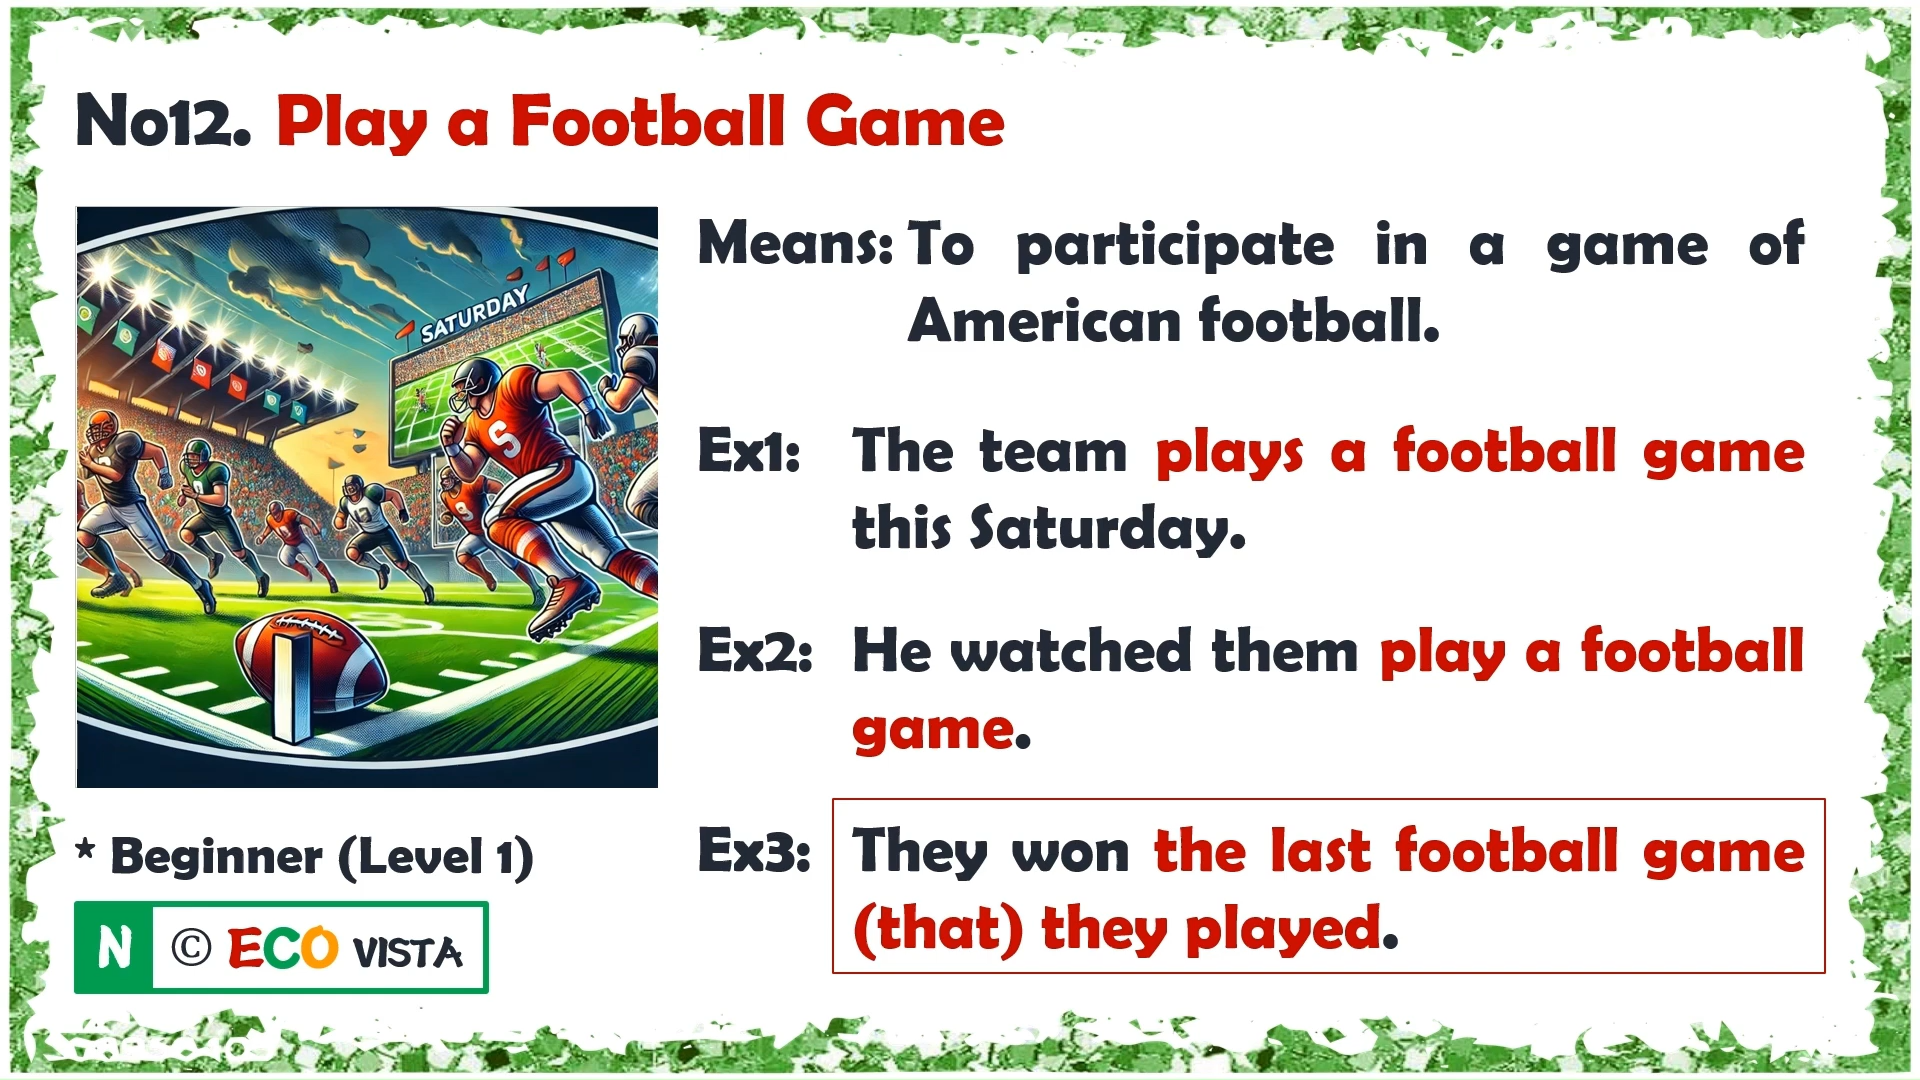 No12. Play a Football Game
SATURDAY
S
Means: To participate in a game of
American football.
Ex1: The team plays a football game
this Saturday.
Ex2: He watched them play a football
game.
Ex3: They won the last football game
(that) they played.
* Beginner (Level 1)
N © ECO VISTA